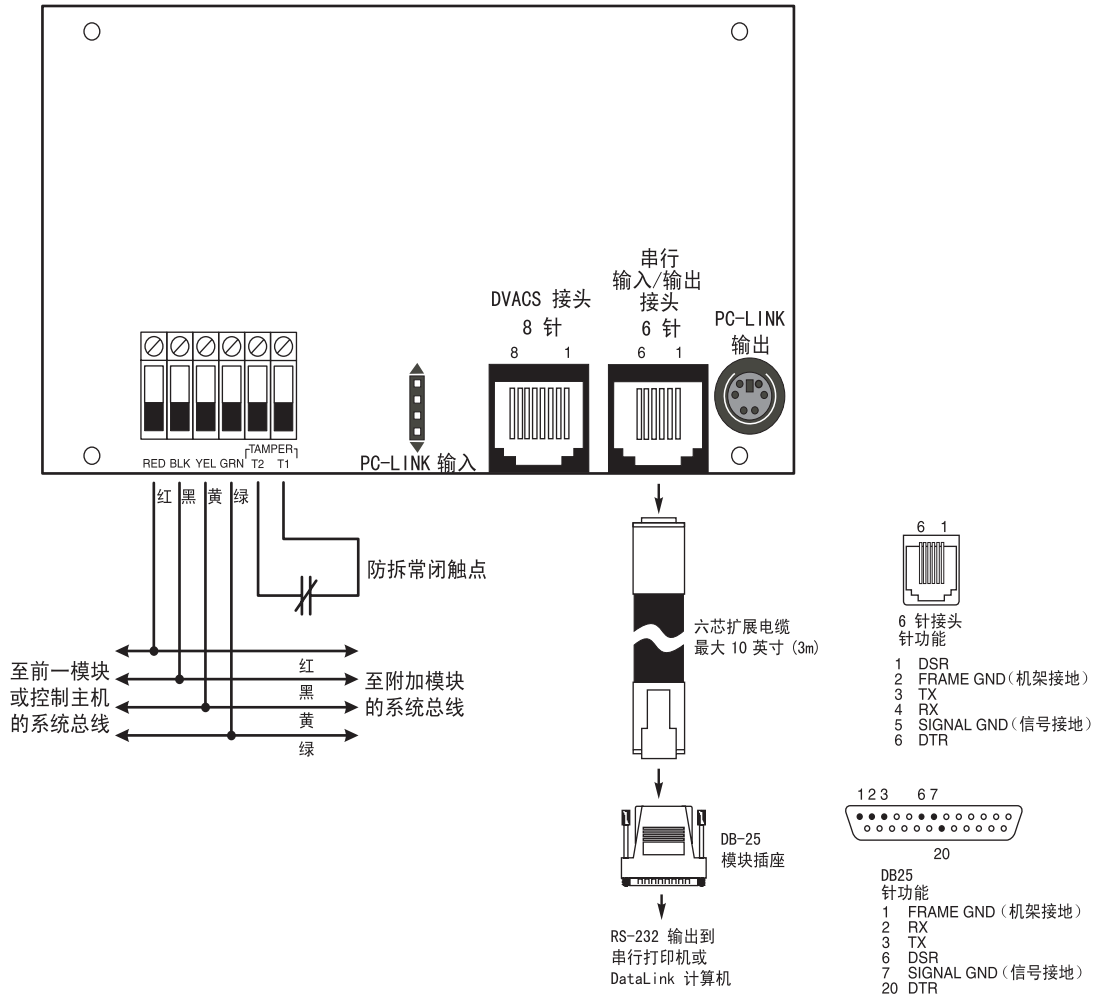 DVACS 接头
8 针
8 1
串行
输入/输出
接头
6 针
6 1
PC-LINK
输出
PC-LINK 输入
TAMPER
RED BLK YEL GRN T2 T1
红 黑 黄 绿
防拆常闭触点
至前一模块
或控制主机
的系统总线
红
黑
黄
绿
至附加模块
的系统总线
六芯扩展电缆
最大 10 英寸 (3m)
6 1
6 针接头
针功能
1 DSR
2 FRAME GND（机架接地）
3 TX
4 RX
5 SIGNAL GND（信号接地）
6 DTR
DB-25
模块插座
RS-232 输出到
串行打印机或
DataLink 计算机
1 2 3 6 7
20
DB25
针功能
1 FRAME GND（机架接地）
2 RX
3 TX
6 DSR
7 SIGNAL GND（信号接地）
20 DTR